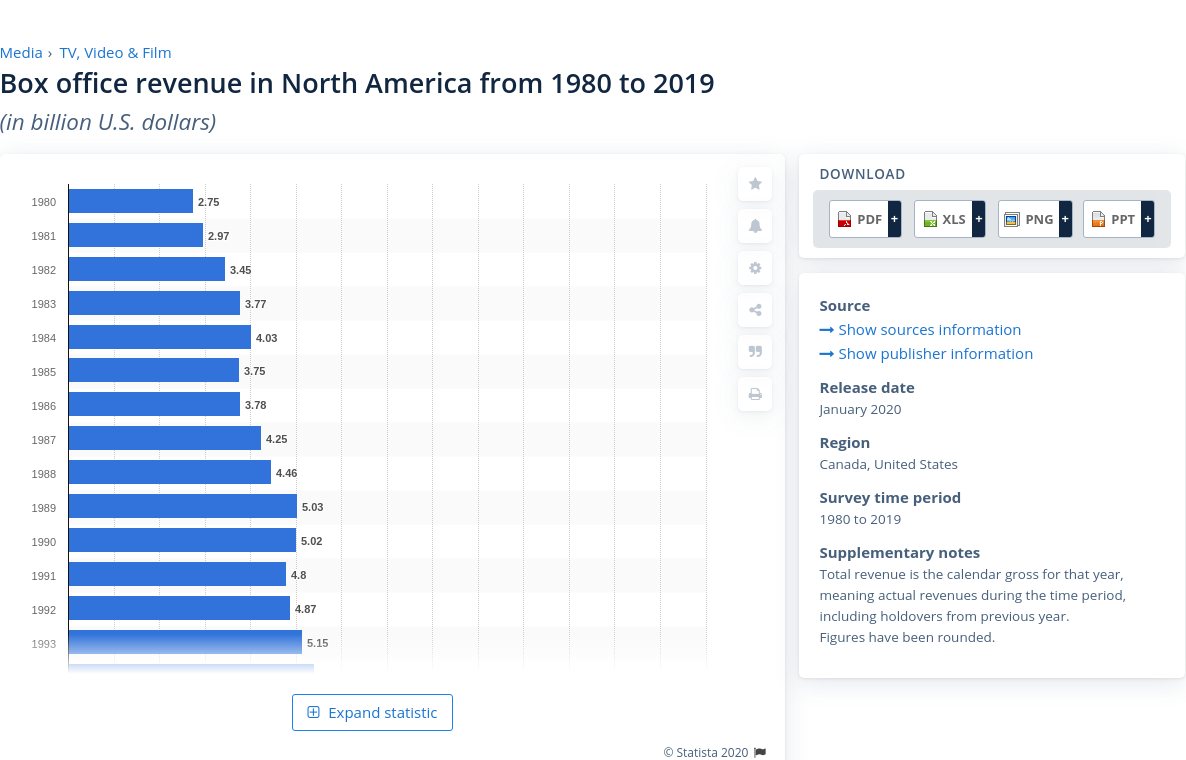 Media › TV, Video & Film
Box office revenue in North America from 1980 to 2019
(in billion U.S. dollars)
1980 2.75
1981 2.97
1982 3.45
1983 3.77
1984 4.03
1985 3.75
1986 3.78
1987 4.25
1988 4.46
1989 5.03
1990 5.02
1991 4.8
1992 4.87
1993 5.15
Expand statistic
© Statista 2020
DOWNLOAD
PDF + XLS + PNG + PPT +
Source
Show sources information
Show publisher information
Release date
January 2020
Region
Canada, United States
Survey time period
1980 to 2019
Supplementary notes
Total revenue is the calendar gross for that year,
meaning actual revenues during the time period,
including holdovers from previous year.
Figures have been rounded.